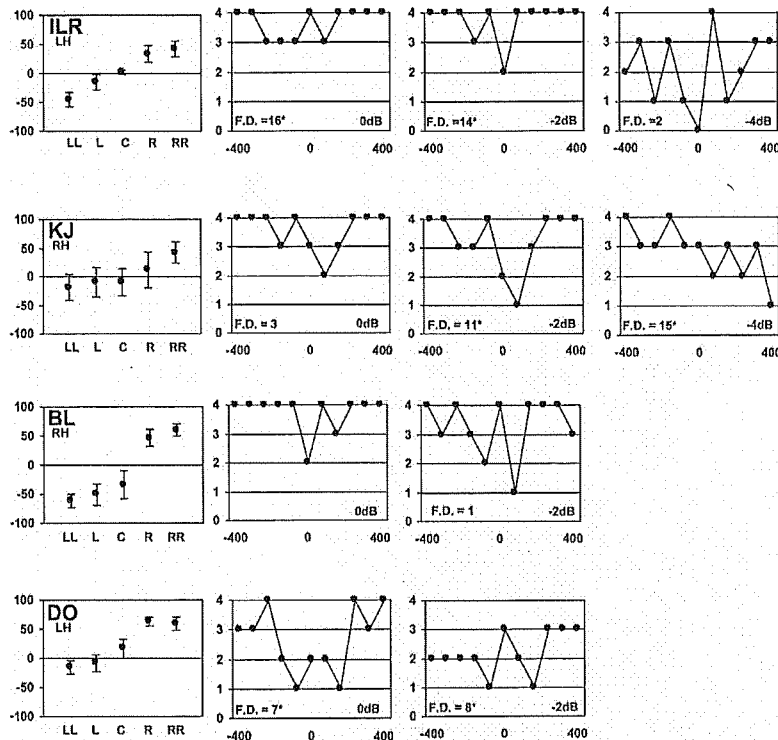 ILR
LH
100
50
0
-50
-100
LL L C R RR
4
3
2
1
0
F.D. =16* 0dB
-400 0 400
4
3
2
1
0
F.D. =14* -2dB
-400 0 400
4
3
2
1
0
F.D. =2 -4dB
-400 0 400
KJ
RH
100
50
0
-50
-100
LL L C R RR
4
3
2
1
0
F.D. = 3 0dB
-400 0 400
4
3
2
1
0
F.D. = 11* -2dB
-400 0 400
4
3
2
1
0
F.D. = 15* -4dB
-400 0 400
BL
RH
100
50
0
-50
-100
LL L C R RR
4
3
2
1
0
0dB
-400 0 400
4
3
2
1
0
F.D. = 1 -2dB
-400 0 400
DO
LH
100
50
0
-50
-100
LL L C R RR
4
3
2
1
0
F.D. = 7* 0dB
-400 0 400
4
3
2
1
0
F.D. = 8* -2dB
-400 0 400